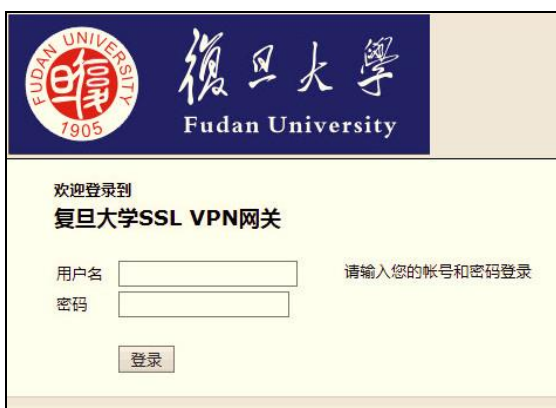 FUDAN UNIVERSITY
1905
復旦大學
Fudan University
欢迎登录到
复旦大学SSL VPN网关
用户名
请输入您的帐号和密码登录
密码
登录